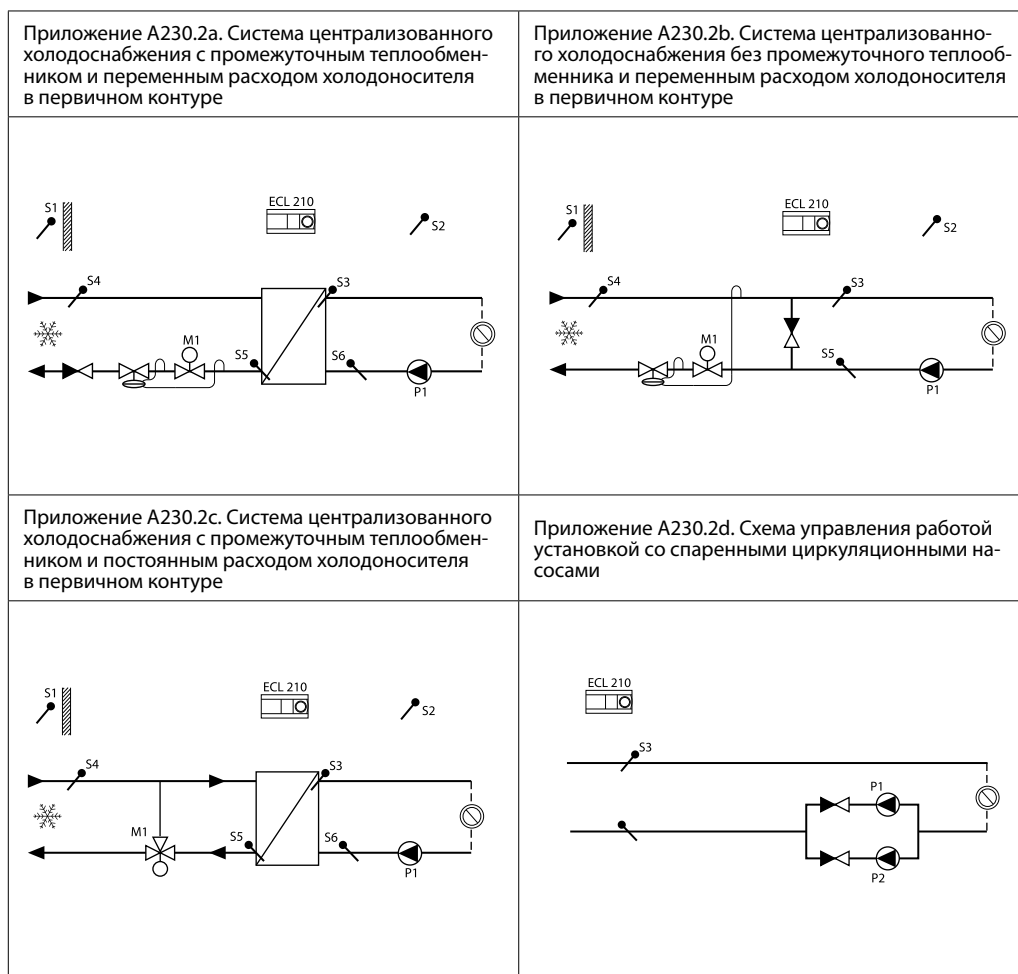 Приложение A230.2a. Система централизованного
холодоснабжения с промежуточным теплообмен-
ником и переменным расходом холодоносителя
в первичном контуре
Приложение A230.2b. Система централизованно-
го холодоснабжения без промежуточного теплооб-
менника и переменным расходом холодоносителя
в первичном контуре
S1
ECL 210
S2
S4
S3
M1
S5
S6
P1
S1
ECL 210
S2
S4
S3
M1
S5
P1
Приложение A230.2c. Система централизованного
холодоснабжения с промежуточным теплообмен-
ником и постоянным расходом холодоносителя
в первичном контуре
Приложение A230.2d. Схема управления работой
установкой со спаренными циркуляционными на-
сосами
S1
ECL 210
S2
S4
S3
M1
S5
S6
P1
ECL 210
S3
P1
P2